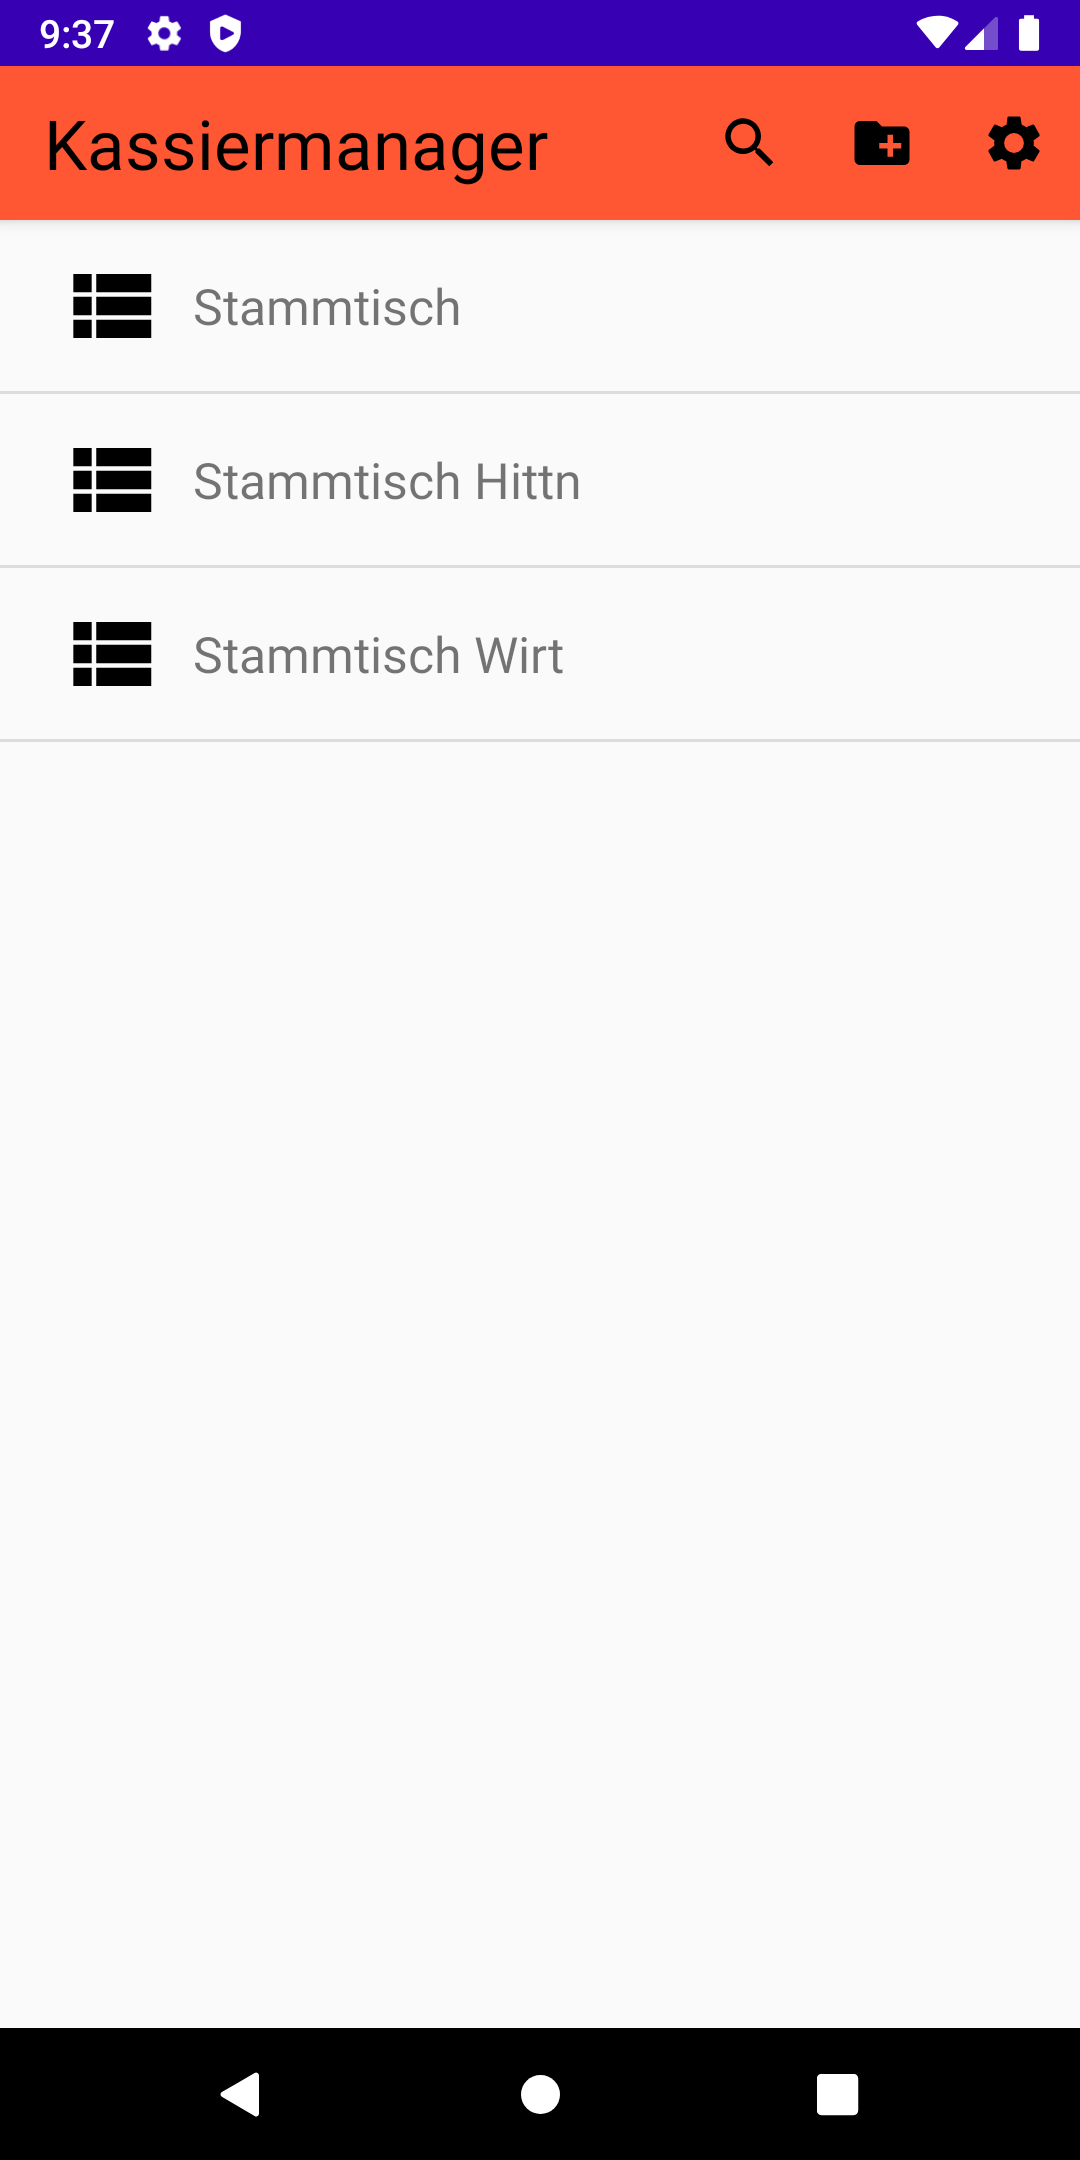 9:37
Kassiermanager
Stammtisch
Stammtisch Hittn
Stammtisch Wirt